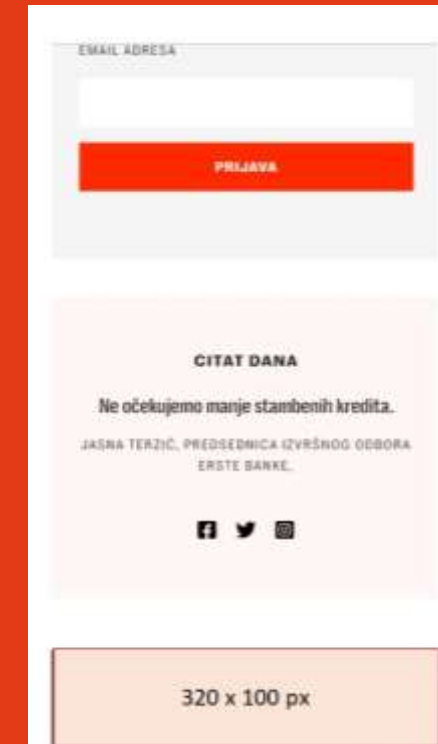 EMAIL ADRESA
PRIJAVA
CITAT DANA
Ne očekujemo manje stambenih kredita.
JASNA TERZIĆ, PREDSEDNICA IZVRŠNOG ODBORA
ERSTE BANKE.
320 x 100 px